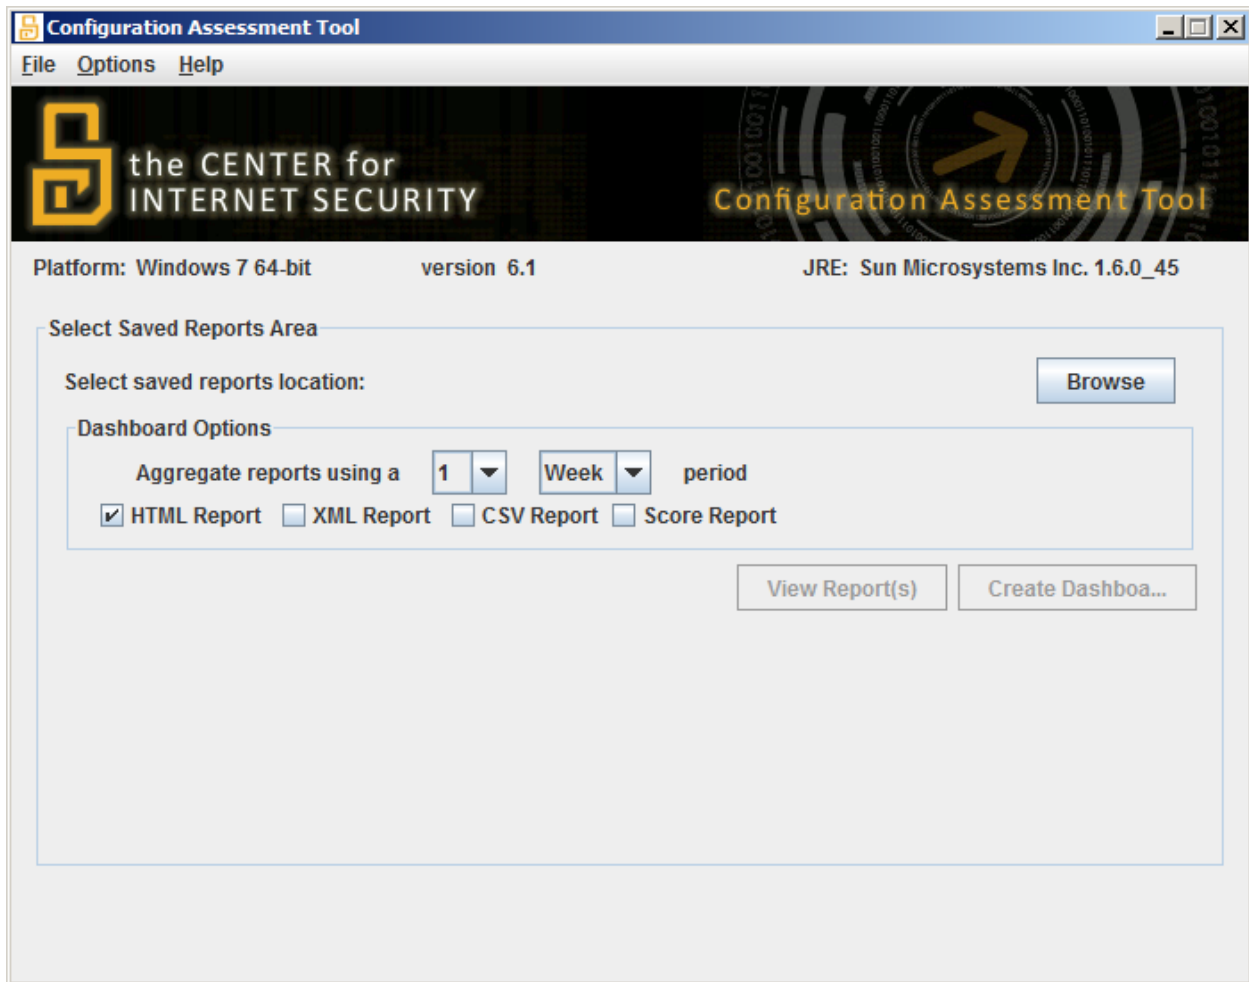 Configuration Assessment Tool
File Options Help
the CENTER for
INTERNET SECURITY
Configuration Assessment Tool
Platform: Windows 7 64-bit version 6.1 JRE: Sun Microsystems Inc. 1.6.0_45
Select Saved Reports Area
Select saved reports location: Browse
Dashboard Options
Aggregate reports using a 1 Week period
HTML Report XML Report CSV Report Score Report
View Report(s) Create Dashboa...